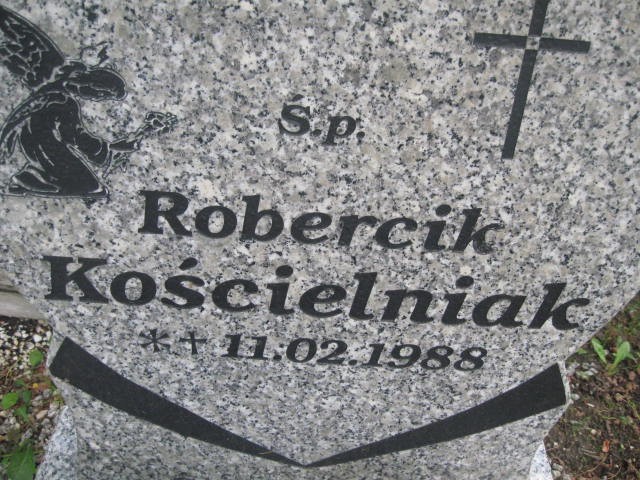 Ś.p.
Robercik
Kościelniak
*+ 11.02.1988